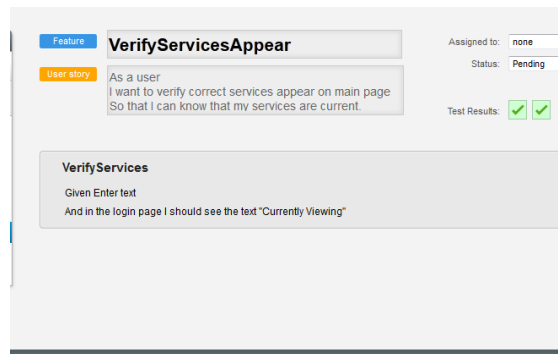 Feature
VerifyServicesAppear
Assigned to:
none
Status:
Pending
User story
As a user
I want to verify correct services appear on main page
So that I can know that my services are current.
Test Results:
VerifyServices
Given Enter text
And in the login page I should see the text "Currently Viewing"